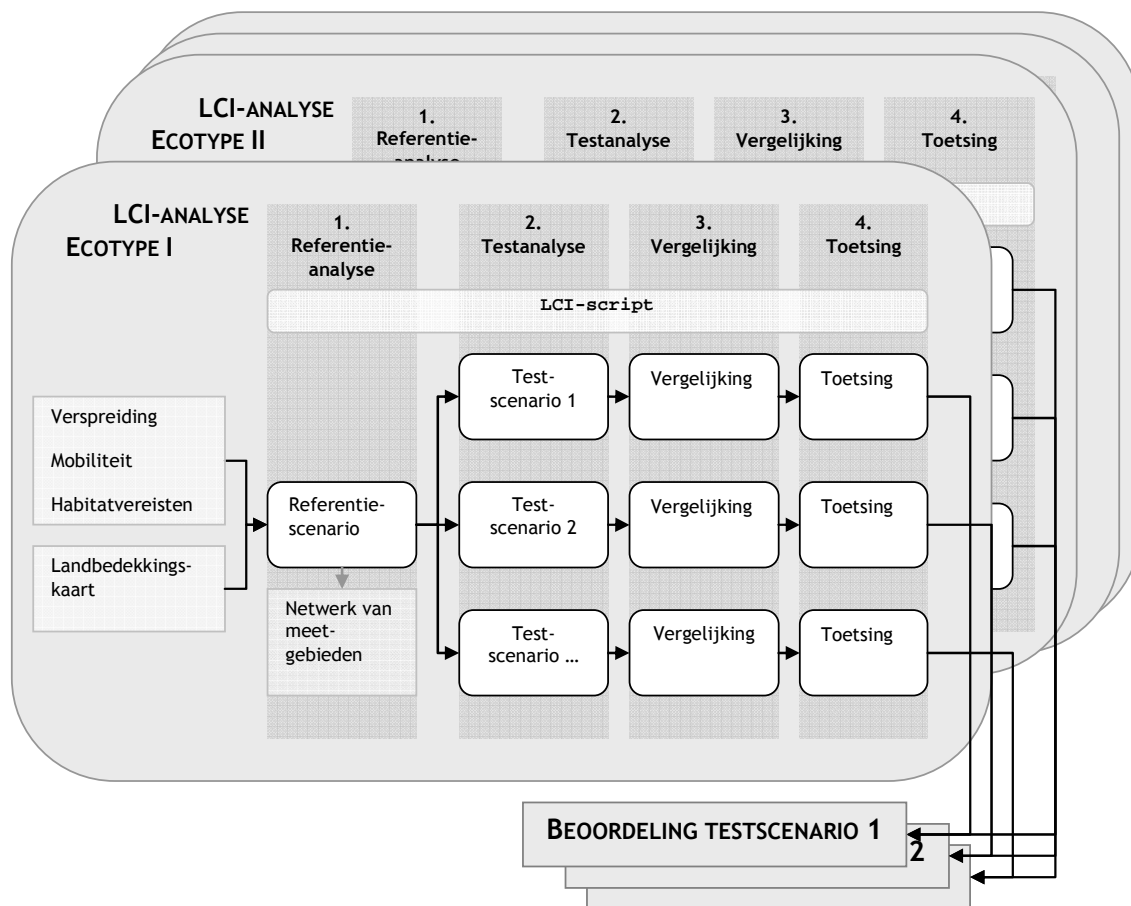 LCI-ANALYSE
ECOTYPE II
1.
Referentie-
analyse
2.
Testanalyse
3.
Vergelijking
4.
Toetsing
LCI-ANALYSE
ECOTYPE I
1.
Referentie-
analyse
2.
Testanalyse
3.
Vergelijking
4.
Toetsing
LCI-script
Verspreiding
Mobiliteit
Habitatvereisten
Landbedekkings-
kaart
Referentie-
scenario
Netwerk van
meet-
gebieden
Test-
scenario 1
Vergelijking
Toetsing
Test-
scenario 2
Vergelijking
Toetsing
Test-
scenario …
Vergelijking
Toetsing
BEOORDELING TESTSCENARIO 1
2